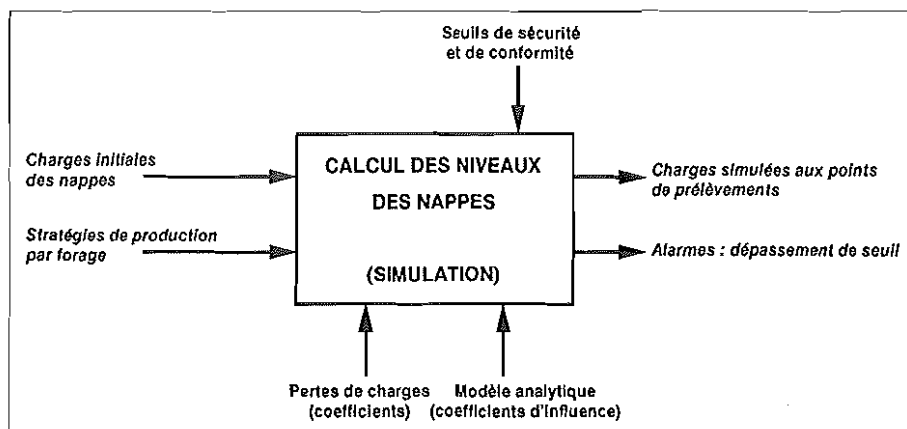 Seuils de sécurité
et de conformité
Charges initiales
des nappes
Stratégies de production
par forage
CALCUL DES NIVEAUX
DES NAPPES
(SIMULATION)
Charges simulées aux points
de prélèvements
Alarmes : dépassement de seuil
Pertes de charges
(coefficients)
Modèle analytique
(coefficients d'influence)